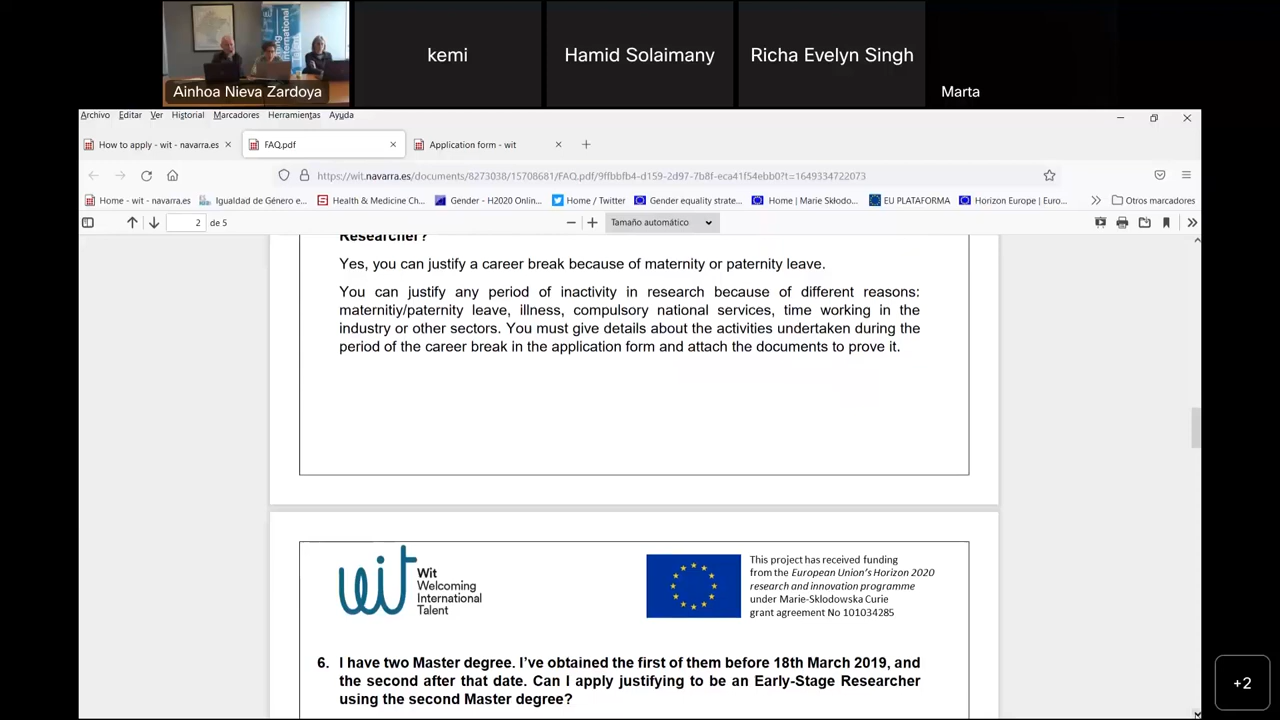 International
Talent
Ainhoa Nieva Zardoya
kemi
Hamid Solaimany
Richa Evelyn Singh
Marta
Archivo Editar Ver Historial Marcadores Herramientas Ayuda
How to apply - wit - navarra.es
FAQ.pdf
Application form - wit
https://wit.navarra.es/documents/8273038/15708681/FAQ.pdf/9ffbbfb4-d159-2d97-7b8f-eca41f54ebb0?t=1649334722073
Home - wit - navarra.es
Igualdad de Género e...
Health & Medicine Ch...
Gender - H2020 Onlin...
Home / Twitter
Gender equality strate...
Home | Marie Skłodo...
EU PLATAFORMA
Horizon Europe | Euro...
Otros marcadores
2 de 5
Tamaño automático
Researcher?
Yes, you can justify a career break because of maternity or paternity leave.
You can justify any period of inactivity in research because of different reasons:
maternitiy/paternity leave, illness, compulsory national services, time working in the
industry or other sectors. You must give details about the activities undertaken during the
period of the career break in the application form and attach the documents to prove it.
wit
Wit
Welcoming
International
Talent
This project has received funding
from the European Union's Horizon 2020
research and innovation programme
under Marie-Sklodowska Curie
grant agreement No 101034285
6. I have two Master degree. I've obtained the first of them before 18th March 2019, and
the second after that date. Can I apply justifying to be an Early-Stage Researcher
using the second Master degree?
+2